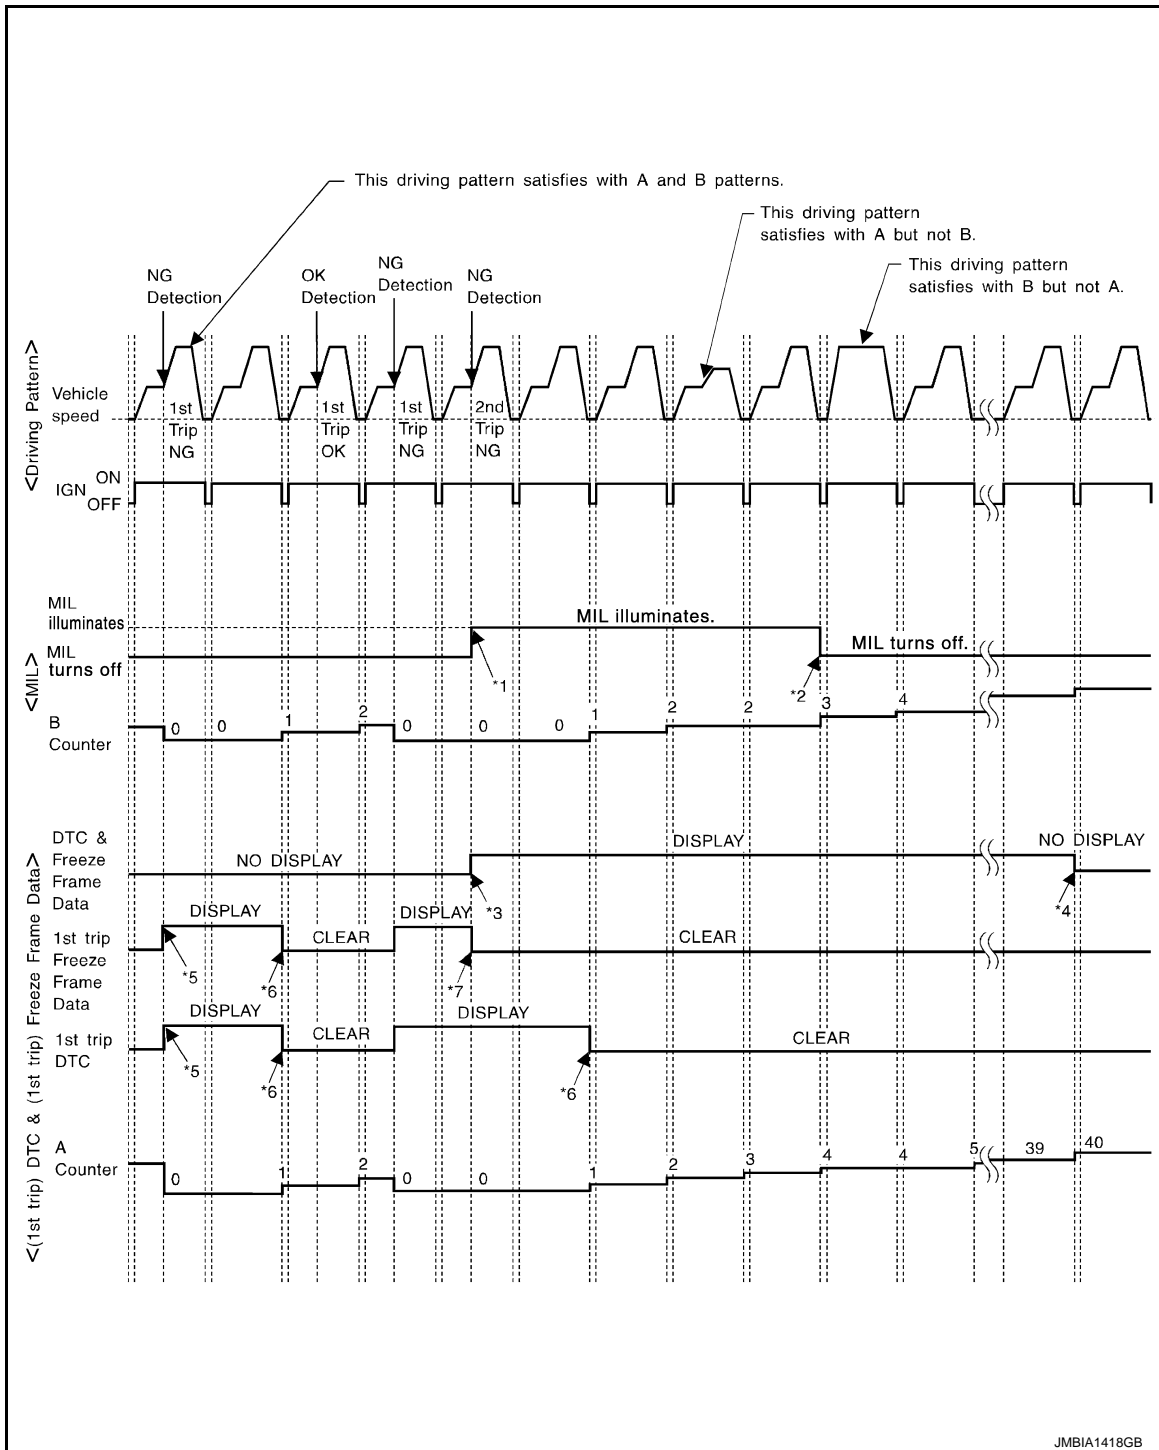 This driving pattern satisfies with A and B patterns.
This driving pattern
satisfies with A but not B.
This driving pattern
satisfies with B but not A.
NG
Detection
OK
Detection
NG
Detection
NG
Detection
<Driving Pattern>
Vehicle
speed
1st
Trip
NG
1st
Trip
OK
1st
Trip
NG
2nd
Trip
NG
IGN
ON
OFF
<MIL>
MIL
illuminates
MIL illuminates.
MIL
turns off
MIL turns off.
*1
*2
B
Counter
0 0 1 2 0 0 0 1 2 2 3 4
<(1st trip) DTC & (1st trip) Freeze Frame Data>
DTC &
Freeze
Frame
Data
NO DISPLAY
DISPLAY
NO DISPLAY
*3
*4
1st trip
Freeze
Frame
Data
DISPLAY
CLEAR
DISPLAY
CLEAR
*5
*6
*7
1st trip
DTC
DISPLAY
CLEAR
DISPLAY
CLEAR
*5
*6
*6
A
Counter
0 1 2 0 0 1 2 3 4 4 5 39 40
JMBIA1418GB